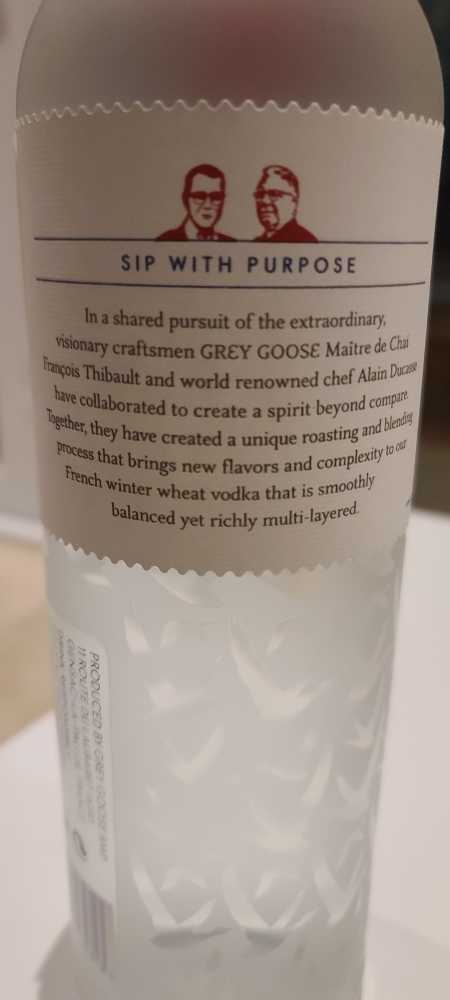 SIP WITH PURPOSE
In a shared pursuit of the extraordinary,
visionary craftsmen GREY GOOSE Maître de Chai
François Thibault and world renowned chef Alain Ducasse
have collaborated to create a spirit beyond compare.
Together, they have created a unique roasting and blending
process that brings new flavors and complexity to our
French winter wheat vodka that is smoothly
balanced yet richly multi-layered.
PRODUCED BY GREY GOOSE
11 ROUTE DE